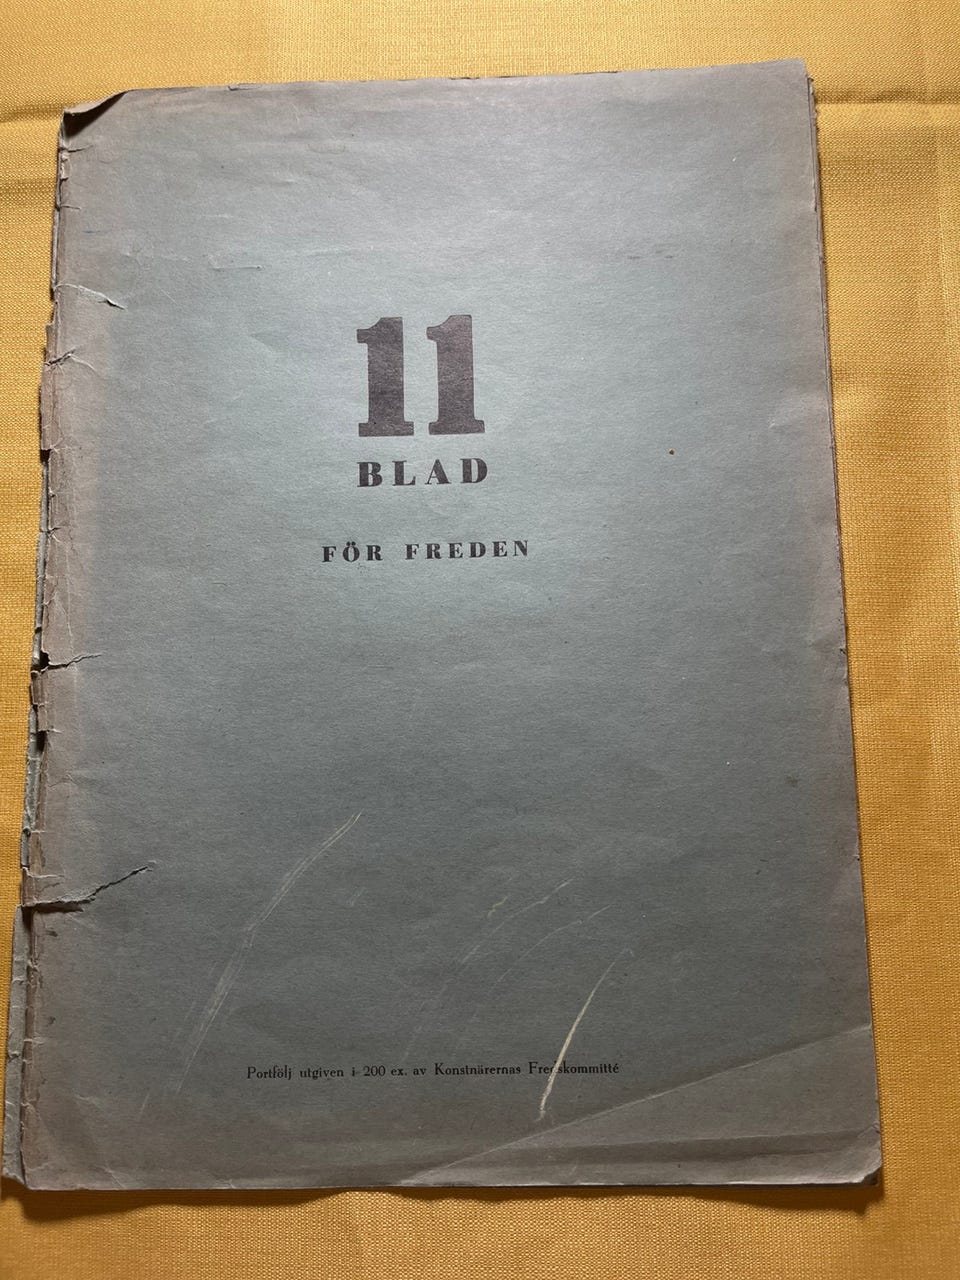 11
BLAD
FÖR FREDEN
Portfölj utgiven i 200 ex. av Konstnärernas Fredskommitté